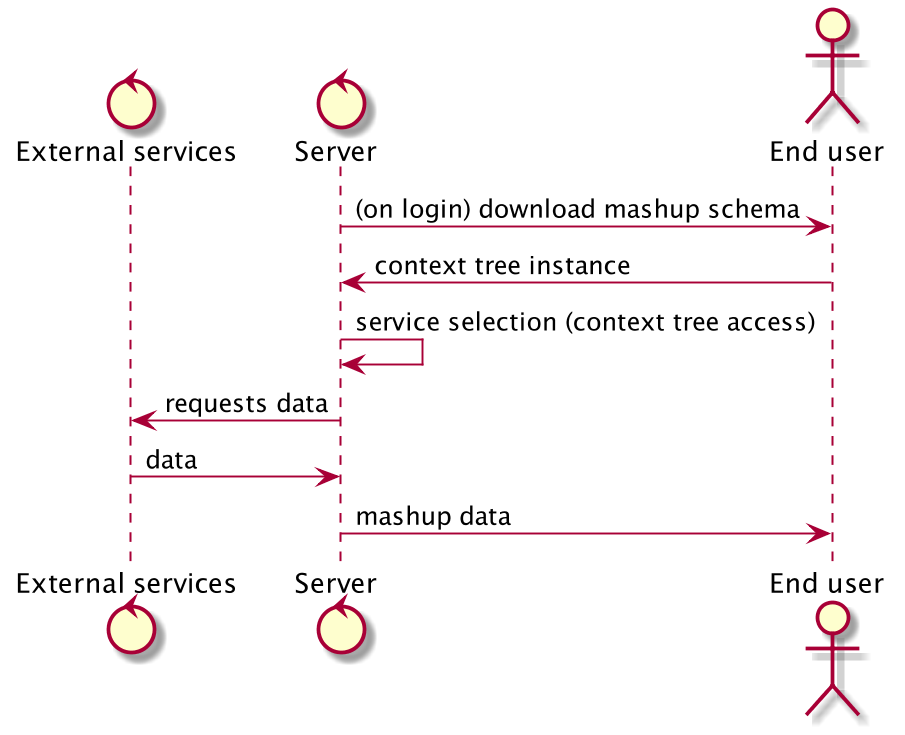 External services
Server
End user
(on login) download mashup schema
context tree instance
service selection (context tree access)
requests data
data
mashup data
External services
Server
End user